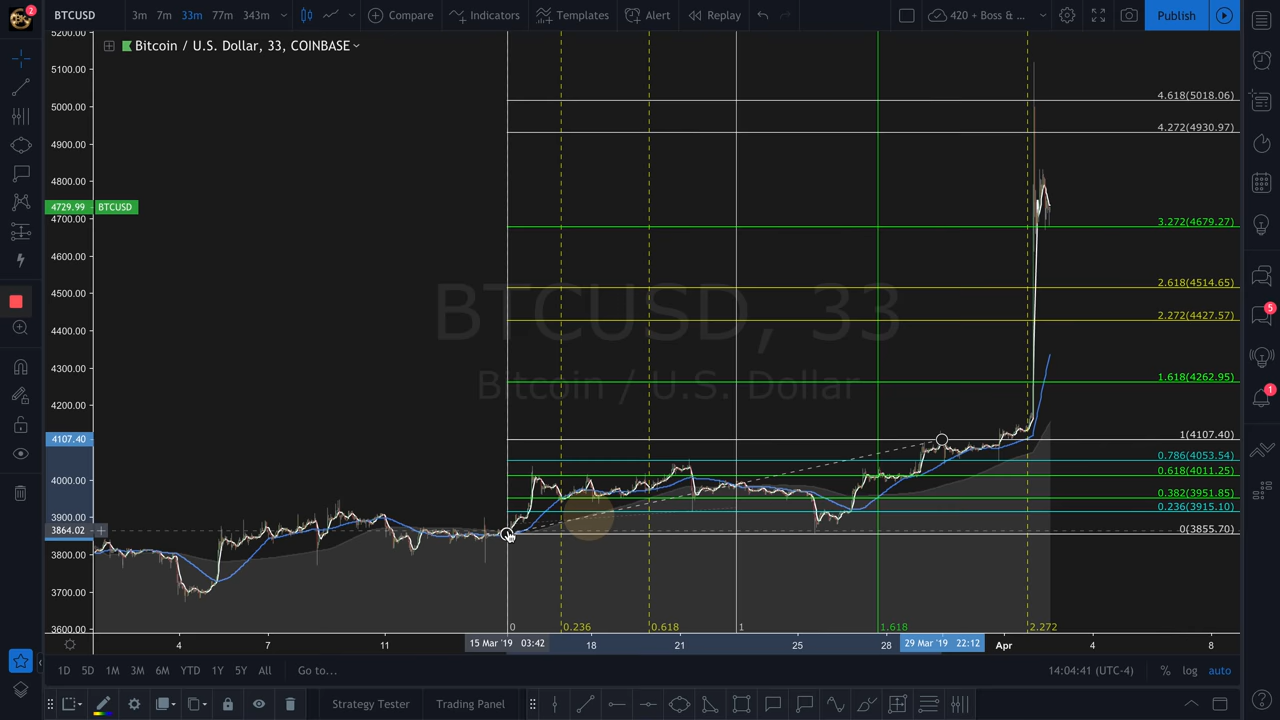 2
BTCUSD
3m 7m 33m 77m 343m
Compare
Indicators
Templates
Alert
Replay
420 + Boss & ...
Publish
Bitcoin / U.S. Dollar, 33, COINBASE
5200.00
5100.00
5000.00
4900.00
4800.00
4729.99 BTCUSD
4700.00
4600.00
4500.00
4400.00
4300.00
4200.00
4107.40
4000.00
3900.00
3864.02
3800.00
3700.00
3600.00
BTCUSD, 33
Bitcoin / U.S. Dollar
4.618(5018.06)
4.272(4930.97)
3.272(4679.27)
2.618(4514.65)
2.272(4427.57)
1.618(4262.95)
1(4107.40)
0.786(4053.54)
0.618(4011.25)
0.382(3951.85)
0.236(3915.10)
0(3855.70)
0 0.236 0.618 1 1.618 2.272
4 7 11 15 Mar '19 03:42 18 21 25 28 29 Mar '19 22:12 Apr 4 8
5
1
1D 5D 1M 3M 6M YTD 1Y 5Y All Go to...
14:04:41 (UTC-4) % log auto
Strategy Tester Trading Panel